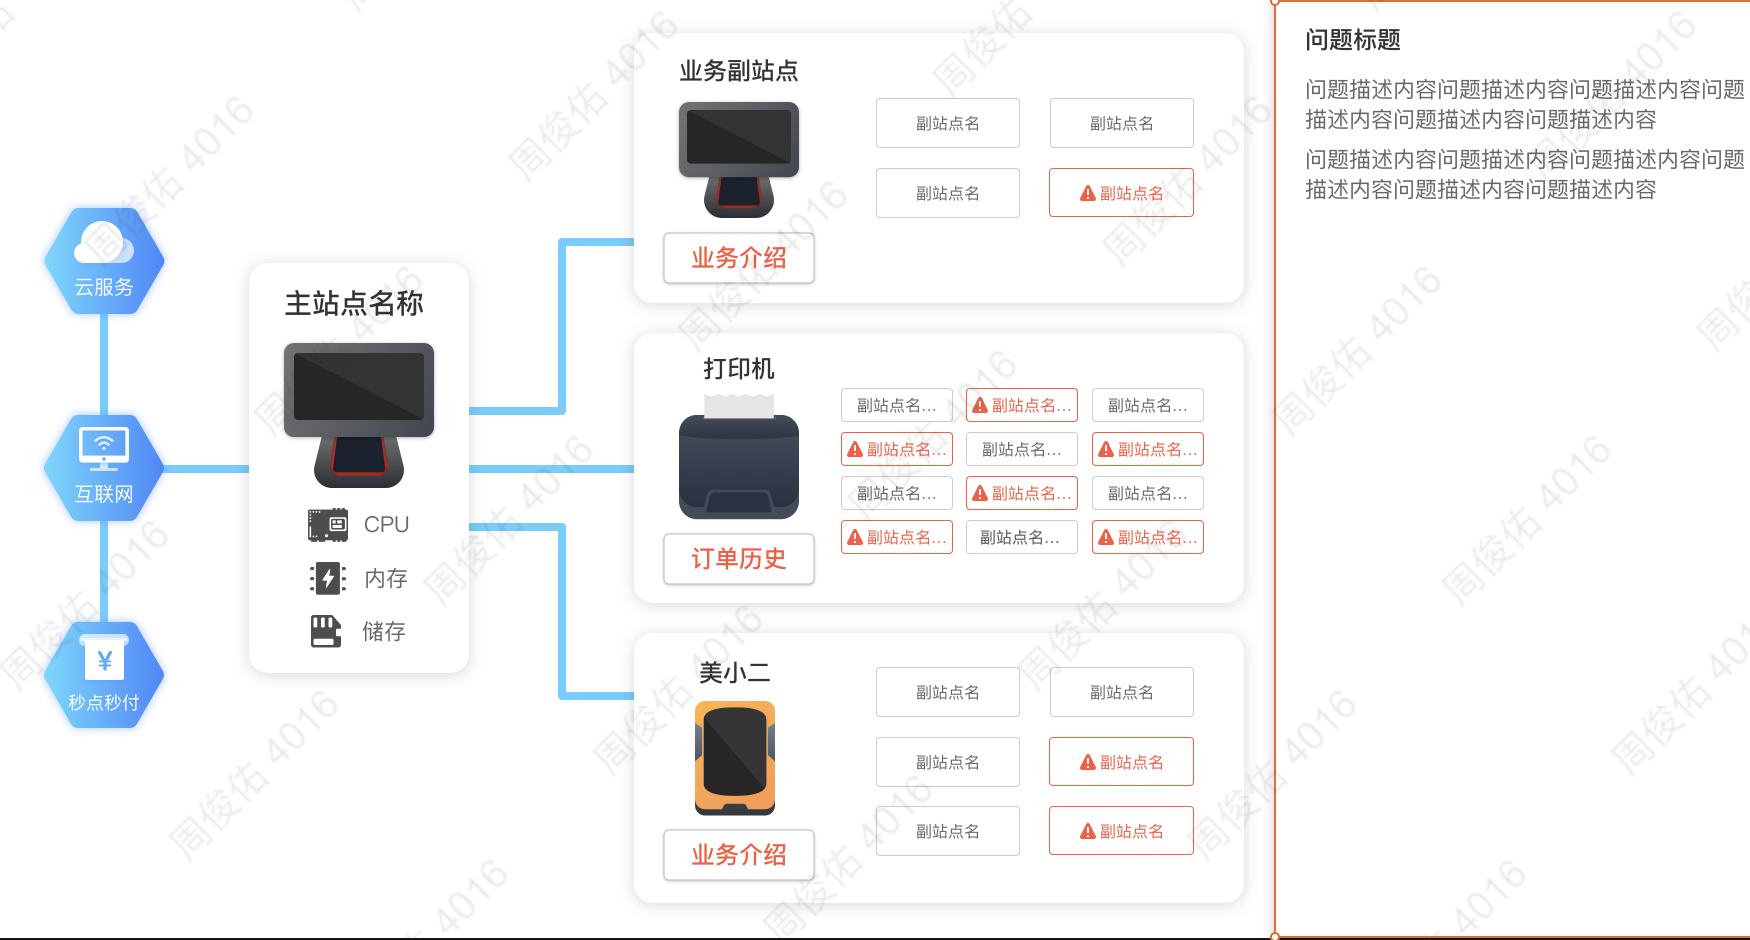 云服务
互联网
¥
秒点秒付
主站点名称
CPU
内存
储存
业务副站点
业务介绍
副站点名
副站点名
副站点名
副站点名
打印机
订单历史
副站点名...
副站点名...
副站点名...
副站点名...
副站点名...
副站点名...
副站点名...
副站点名...
副站点名...
副站点名...
副站点名...
副站点名...
美小二
业务介绍
副站点名
副站点名
副站点名
副站点名
副站点名
副站点名
问题标题
问题描述内容问题描述内容问题描述内容问题
描述内容问题描述内容问题描述内容
问题描述内容问题描述内容问题描述内容问题
描述内容问题描述内容问题描述内容
周俊佑 4016